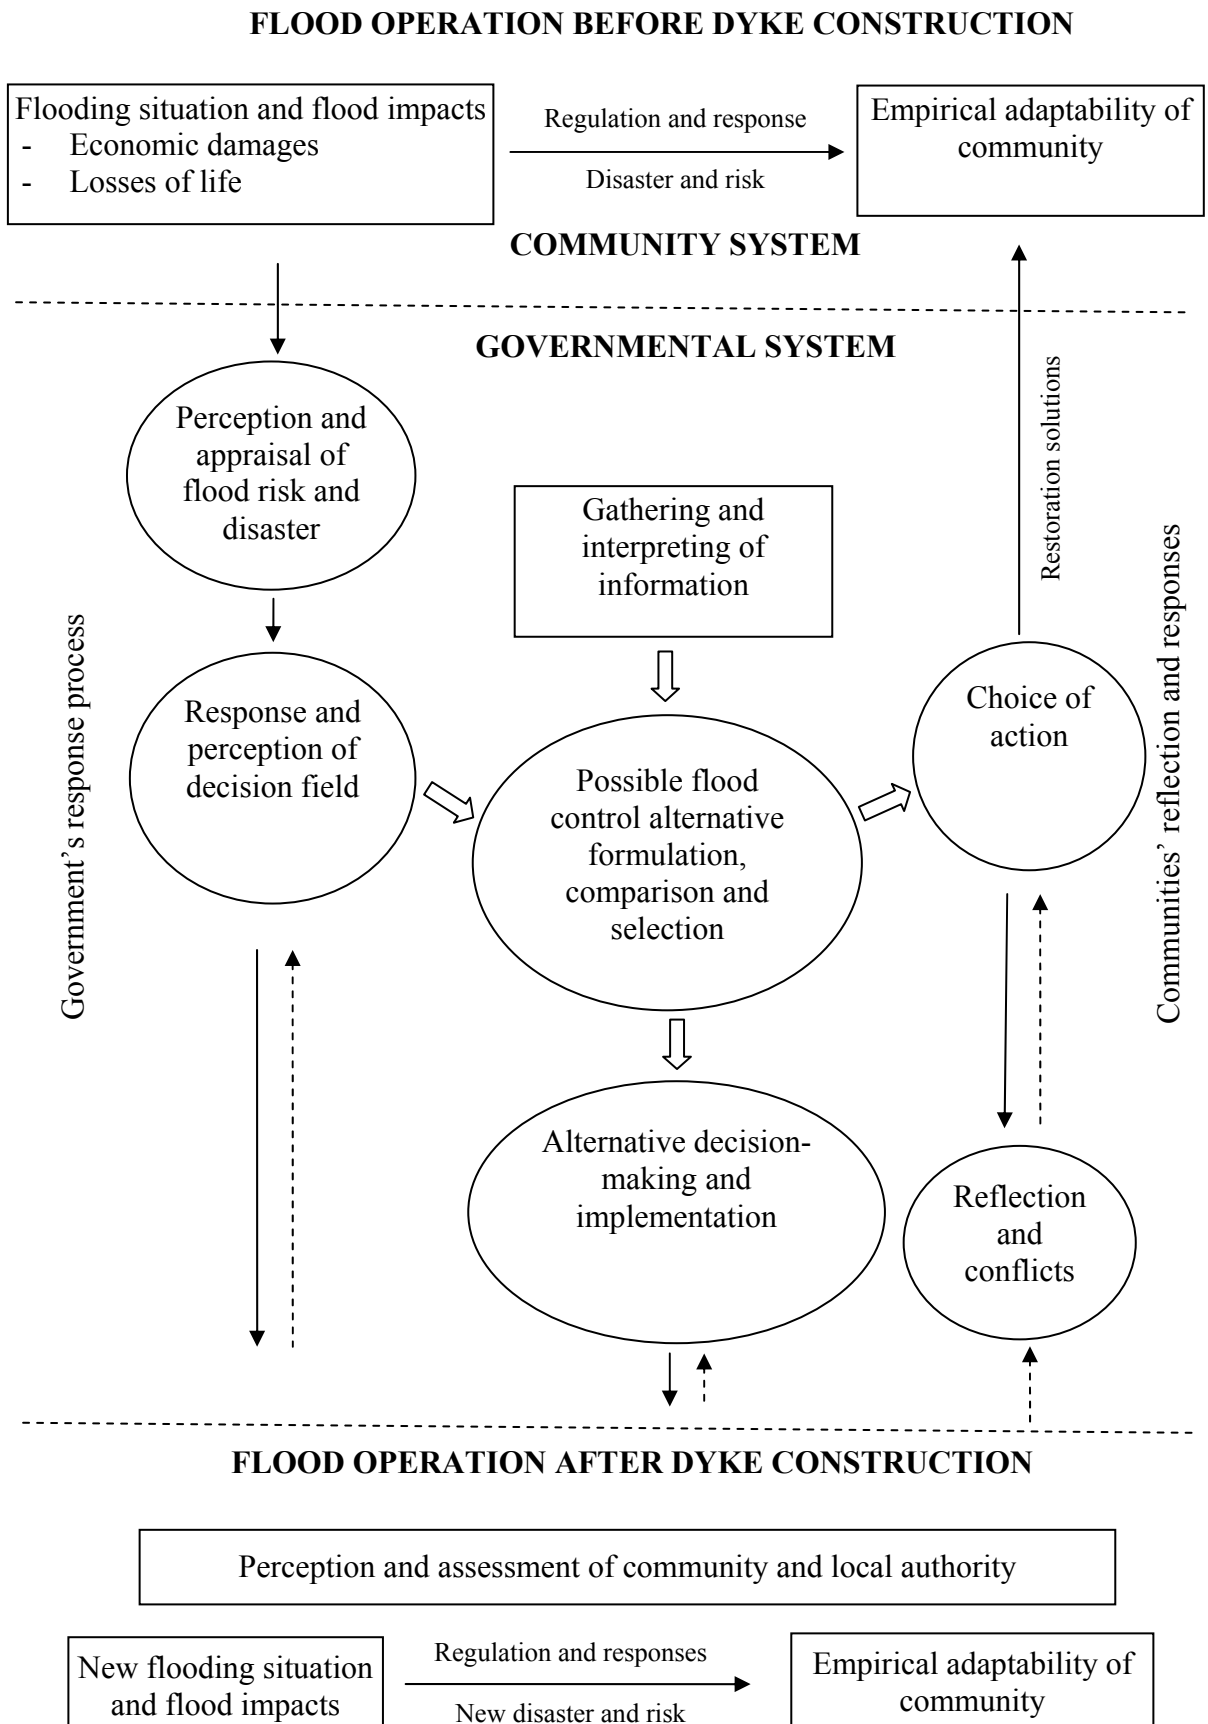 FLOOD OPERATION BEFORE DYKE CONSTRUCTION
Flooding situation and flood impacts
- Economic damages
- Losses of life
Regulation and response
Disaster and risk
Empirical adaptability of
community
COMMUNITY SYSTEM
GOVERNMENTAL SYSTEM
Perception and
appraisal of
flood risk and
disaster
Gathering and
interpreting of
information
Restoration solutions
Government's response process
Response and
perception of
decision field
Possible flood
control alternative
formulation,
comparison and
selection
Choice of
action
Communities' reflection and responses
Alternative decision-
making and
implementation
Reflection
and
conflicts
FLOOD OPERATION AFTER DYKE CONSTRUCTION
Perception and assessment of community and local authority
New flooding situation
and flood impacts
Regulation and responses
New disaster and risk
Empirical adaptability of
community